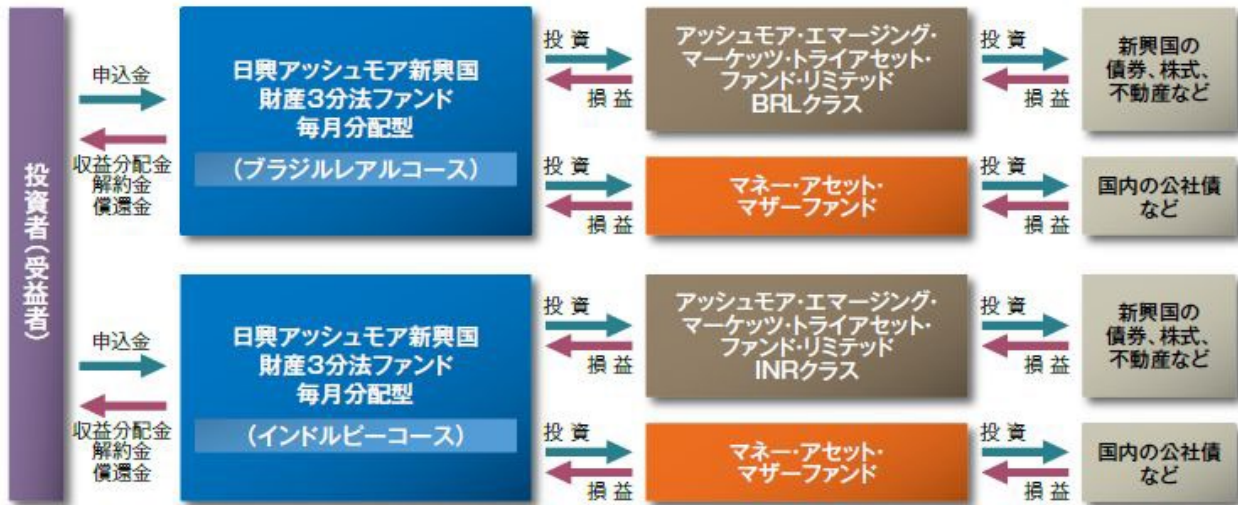 投資者（受益者）
申込金
収益分配金
解約金
償還金
日興アッシュモア新興国
財産3分法ファンド
毎月分配型
（ブラジルレアルコース）
投資
損益
アッシュモア・エマージング・
マーケッツ・トライアセット・
ファンド・リミテッド
BRLクラス
投資
損益
新興国の
債券、株式、
不動産など
投資
損益
マネー・アセット・
マザーファンド
投資
損益
国内の公社債
など
申込金
収益分配金
解約金
償還金
日興アッシュモア新興国
財産3分法ファンド
毎月分配型
（インドルピーコース）
投資
損益
アッシュモア・エマージング・
マーケッツ・トライアセット・
ファンド・リミテッド
INRクラス
投資
損益
新興国の
債券、株式、
不動産など
投資
損益
マネー・アセット・
マザーファンド
投資
損益
国内の公社債
など